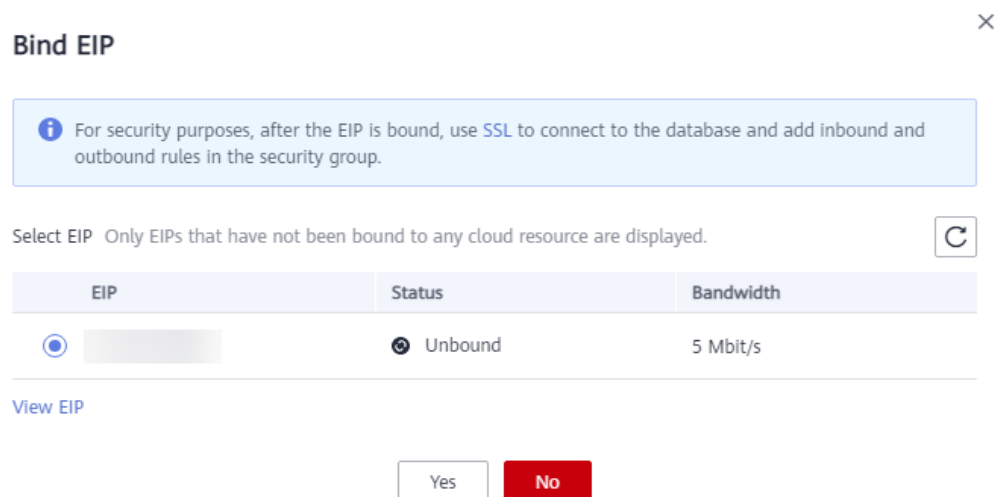 Bind EIP
For security purposes, after the EIP is bound, use SSL to connect to the database and add inbound and
outbound rules in the security group.
Select EIP Only EIPs that have not been bound to any cloud resource are displayed.
EIP Status Bandwidth
Unbound 5 Mbit/s
View EIP
Yes No